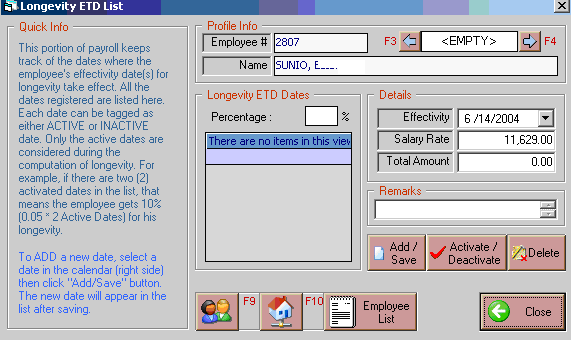 Longevity ETD List
Quick Info
This portion of payroll keeps
track of the dates where the
employee's effectivity date(s) for
longevity take effect. All the
dates registered are listed here.
Each date can be tagged as
either ACTIVE or INACTIVE
date. Only the active dates are
considered during the
computation of longevity. For
example, if there are two (2)
activated dates in the list, that
means the employee gets 10%
(0.05 * 2 Active Dates) for his
longevity.
To ADD a new date, select a
date in the calendar (right side)
then click "Add/Save" button.
The new date will appear in the
list after saving.
Profile Info
Employee # 2807 F3 <EMPTY> F4
Name SUNIO,
Longevity ETD Dates
Percentage : %
There are no items in this view
Details
Effectivity 6 /14/2004
Salary Rate 11,629.00
Total Amount 0.00
Remarks
Add /
Save
Activate /
Deactivate
Delete
F9 F10 Employee
List
Close